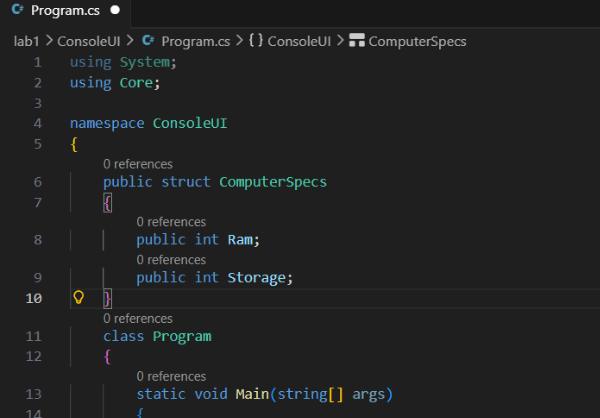 C# Program.cs
lab1 > ConsoleUI > C# Program.cs > { } ConsoleUI > ComputerSpecs
1 using System;
2 using Core;
3
4 namespace ConsoleUI
5 {
0 references
6 public struct ComputerSpecs
7 {
0 references
8 public int Ram;
0 references
9 public int Storage;
10 }
0 references
11 class Program
12 {
0 references
13 static void Main(string[] args)
14 {